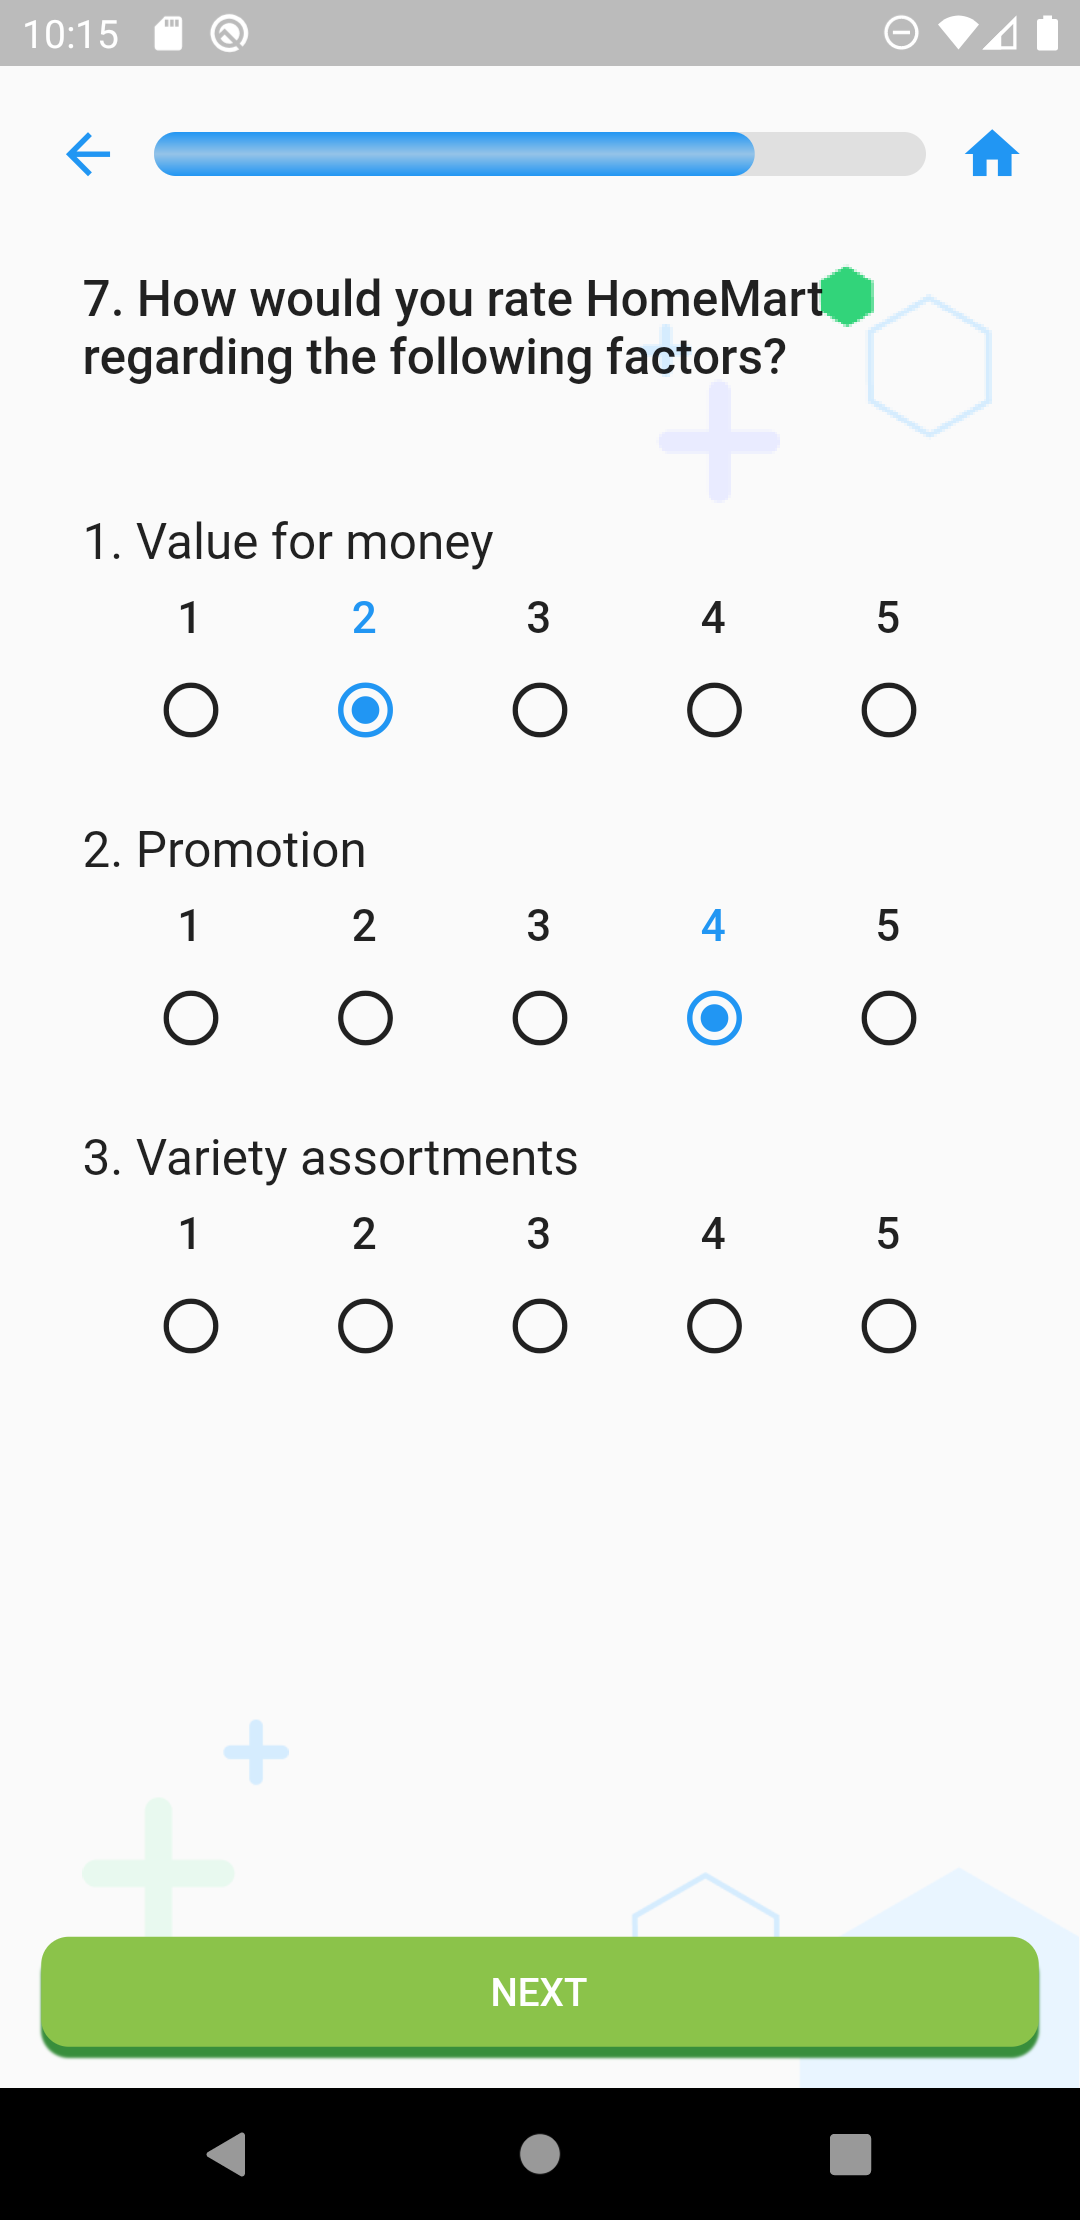 10:15
7. How would you rate HomeMart
regarding the following factors?
1. Value for money
1 2 3 4 5
2. Promotion
1 2 3 4 5
3. Variety assortments
1 2 3 4 5
NEXT